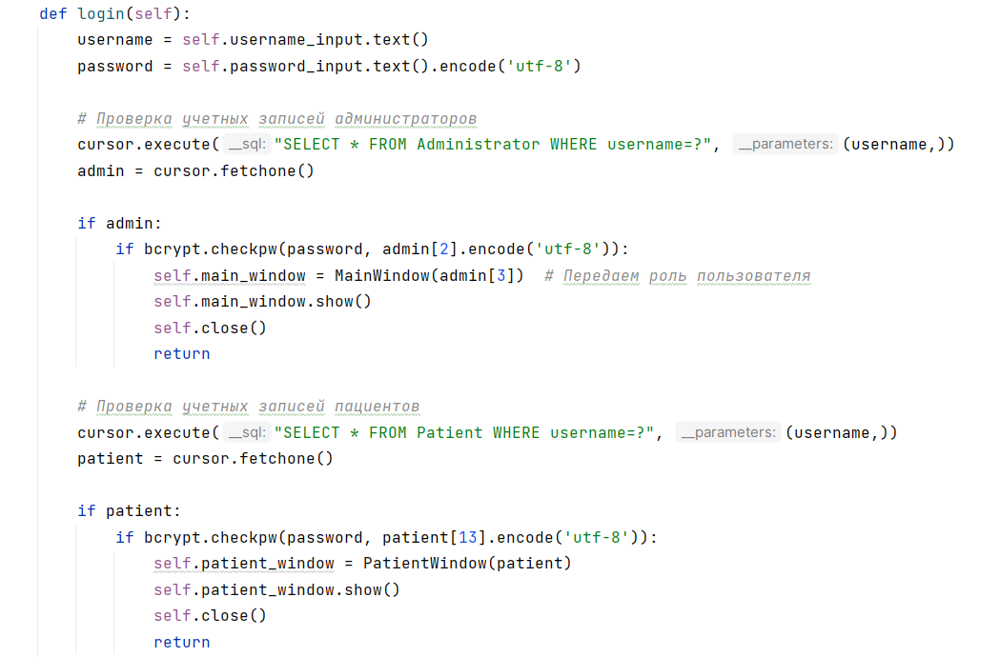 def login(self):
    username = self.username_input.text()
    password = self.password_input.text().encode('utf-8')

    # Проверка учетных записей администраторов
    cursor.execute( __sql: "SELECT * FROM Administrator WHERE username=?",  __parameters: (username,))
    admin = cursor.fetchone()

    if admin:
        if bcrypt.checkpw(password, admin[2].encode('utf-8')):
            self.main_window = MainWindow(admin[3])  # Передаем роль пользователя
            self.main_window.show()
            self.close()
            return

    # Проверка учетных записей пациентов
    cursor.execute( __sql: "SELECT * FROM Patient WHERE username=?",  __parameters: (username,))
    patient = cursor.fetchone()

    if patient:
        if bcrypt.checkpw(password, patient[13].encode('utf-8')):
            self.patient_window = PatientWindow(patient)
            self.patient_window.show()
            self.close()
            return